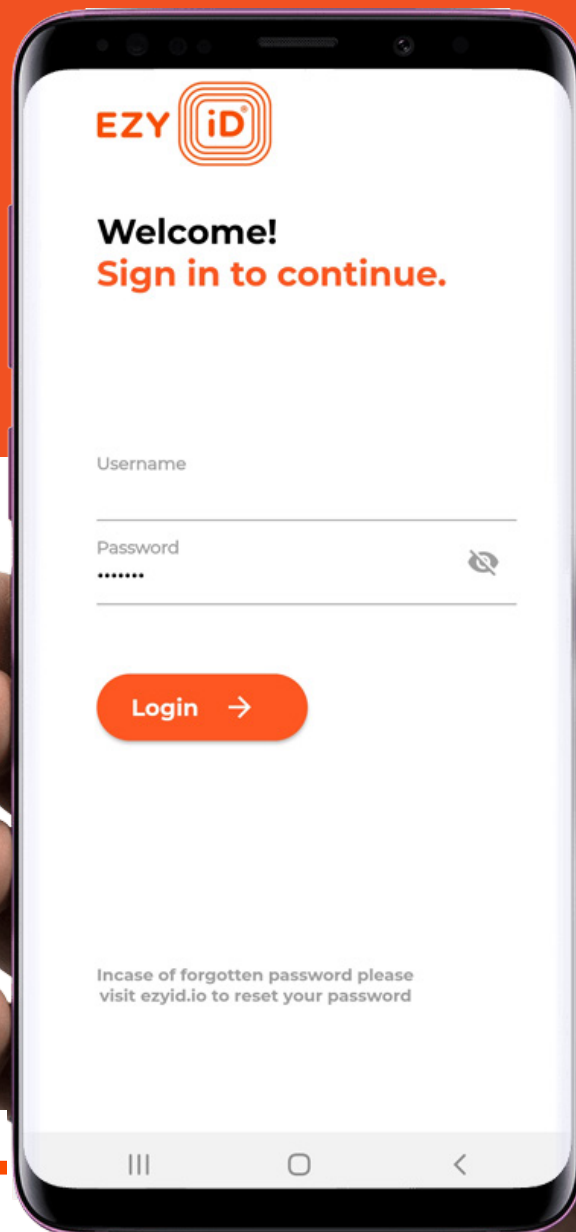 EZY iD®
Welcome!
Sign in to continue.
Username
Password
•••••••
Login →
Incase of forgotten password please
visit ezyid.io to reset your password